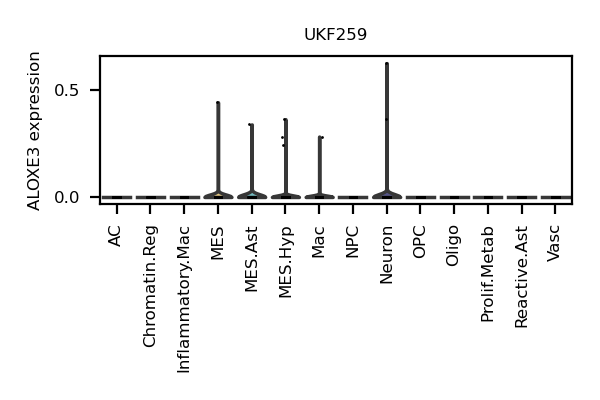 UKF259
ALOXE3 expression
0.5
0.0
AC
Chromatin.Reg
Inflammatory.Mac
MES
MES.Ast
MES.Hyp
Mac
NPC
Neuron
OPC
Oligo
Prolif.Metab
Reactive.Ast
Vasc